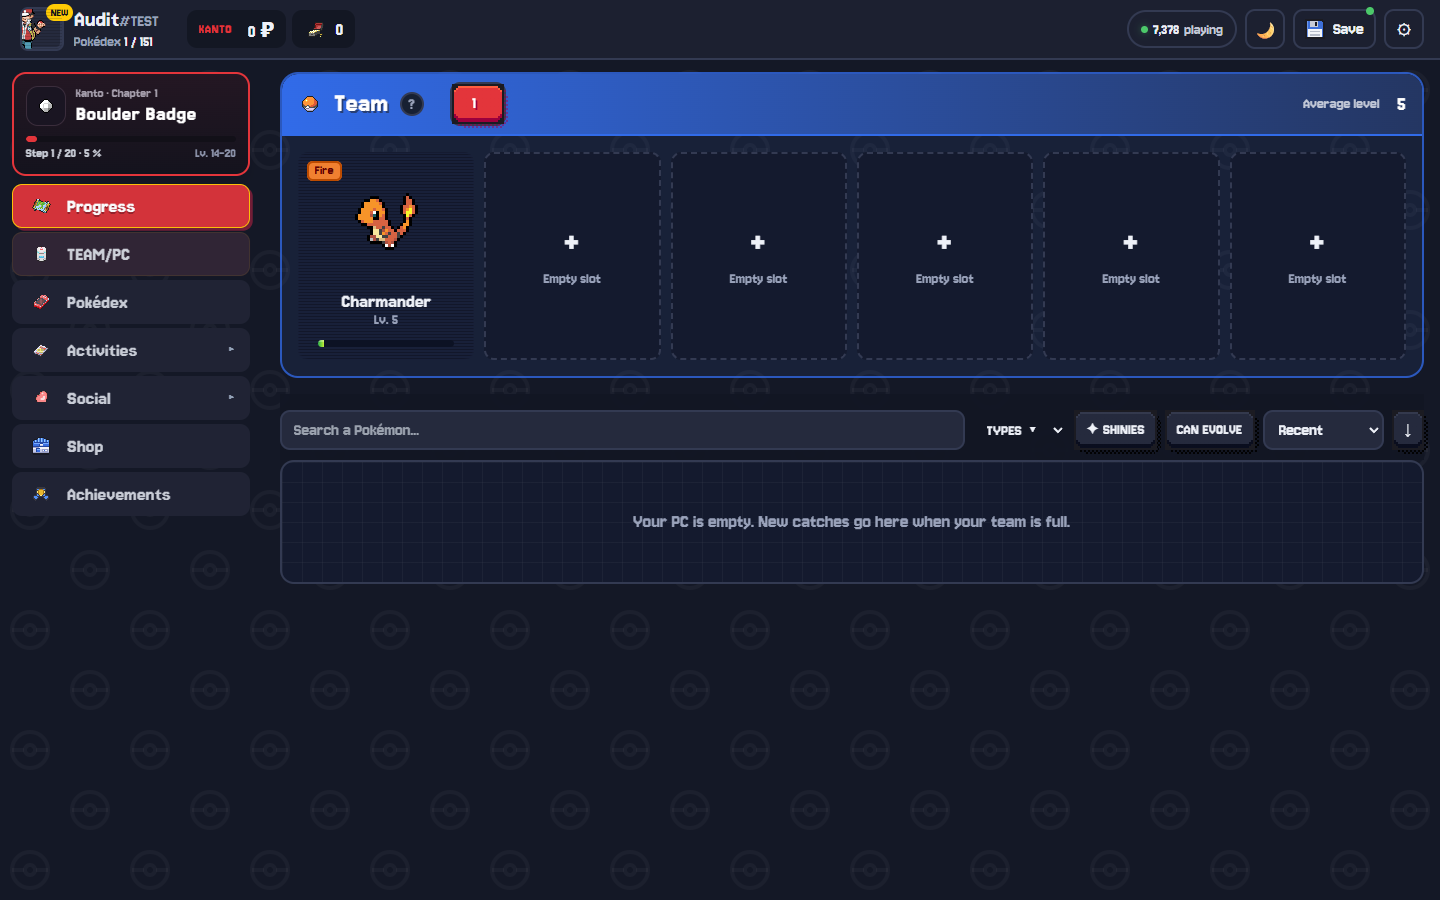 NEW
Audit#TEST
Pokédex 1 / 151
KANTO 0 ₽
0
7,378 playing
Save
Kanto · Chapter 1
Boulder Badge
Step 1 / 20 · 5 %
Lv. 14-20
Progress
TEAM/PC
Pokédex
Activities
Social
Shop
Achievements
Team
?
1
Average level 5
Fire
Charmander
Lv. 5
+
Empty slot
+
Empty slot
+
Empty slot
+
Empty slot
+
Empty slot
Search a Pokémon...
TYPES ▼
✦ SHINIES
CAN EVOLVE
Recent
↓
Your PC is empty. New catches go here when your team is full.